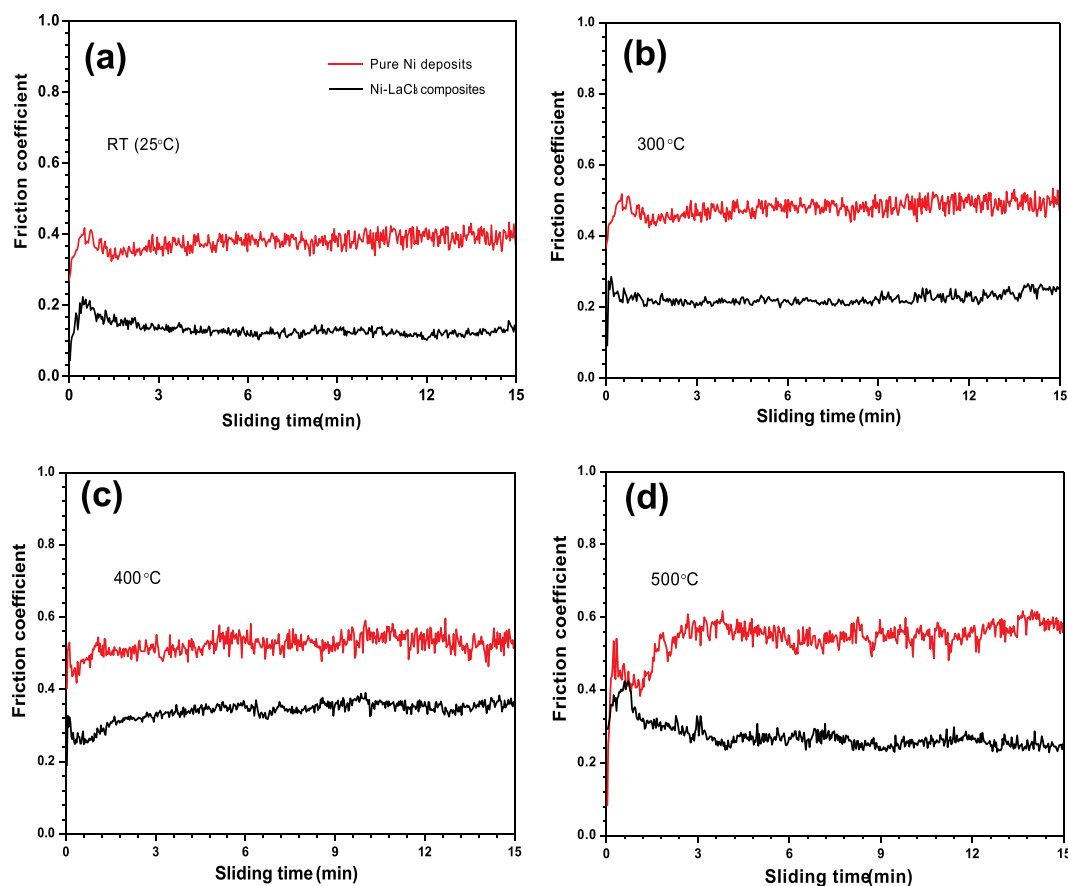 (a)
Pure Ni deposits
Ni-LaCl3 composites
RT (25°C)
Friction coefficient
1.0
0.8
0.6
0.4
0.2
0.0
0 3 6 9 12 15
Sliding time(min)
(b)
300°C
Friction coefficient
1.0
0.8
0.6
0.4
0.2
0.0
0 3 6 9 12 15
Sliding time (min)
(c)
400°C
Friction coefficient
1.0
0.8
0.6
0.4
0.2
0.0
0 3 6 9 12 15
Sliding time (min)
(d)
500°C
Friction coefficient
1.0
0.8
0.6
0.4
0.2
0.0
0 3 6 9 12 15
Sliding time(min)